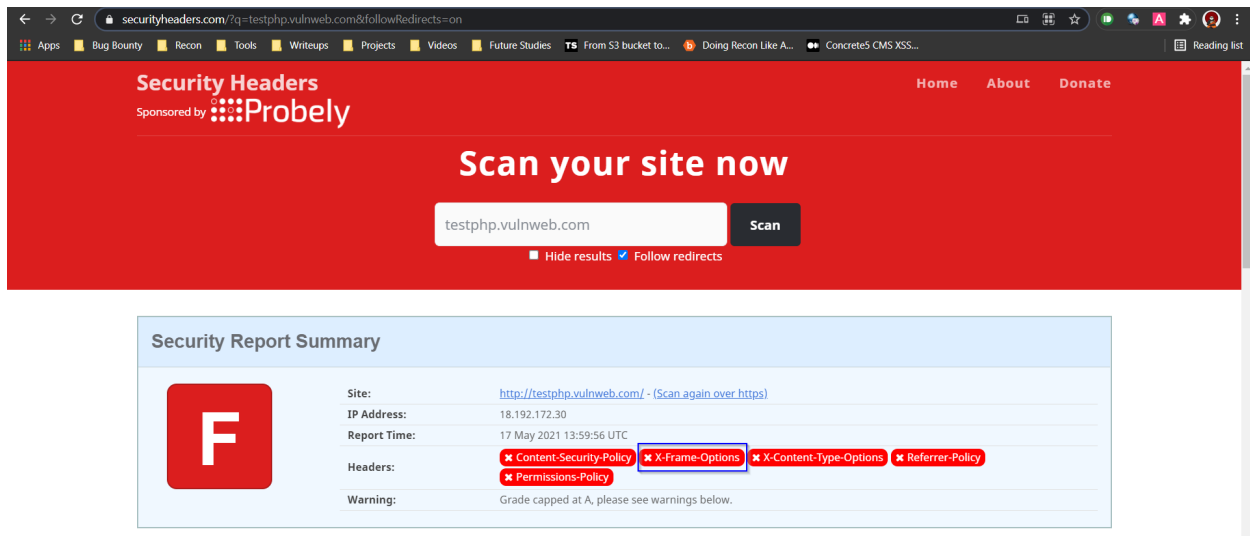 securityheaders.com/?q=testphp.vulnweb.com&followRedirects=on
Apps Bug Bounty Recon Tools Writeups Projects Videos Future Studies TS From S3 bucket to... b Doing Recon Like A... Concrete5 CMS XSS... Reading list
Security Headers Home About Donate
Sponsored by Probely
Scan your site now
testphp.vulnweb.com Scan
Hide results Follow redirects
Security Report Summary
F
Site: http://testphp.vulnweb.com/ - (Scan again over https)
IP Address: 18.192.172.30
Report Time: 17 May 2021 13:59:56 UTC
Headers: Content-Security-Policy X-Frame-Options X-Content-Type-Options Referrer-Policy
Permissions-Policy
Warning: Grade capped at A, please see warnings below.